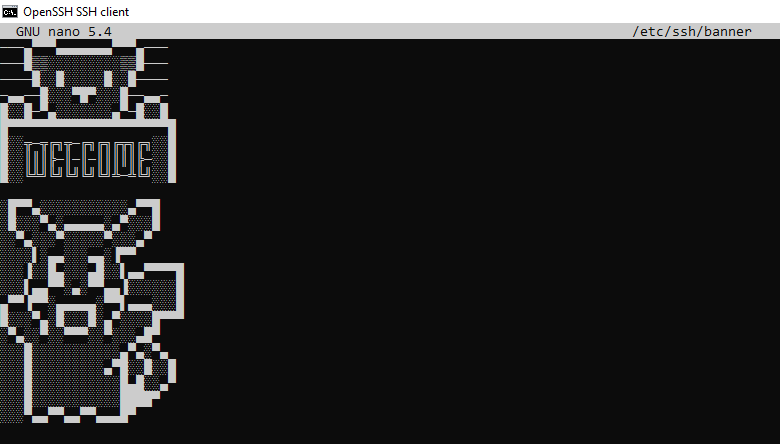 OpenSSH SSH client
GNU nano 5.4 /etc/ssh/banner
WELCOME